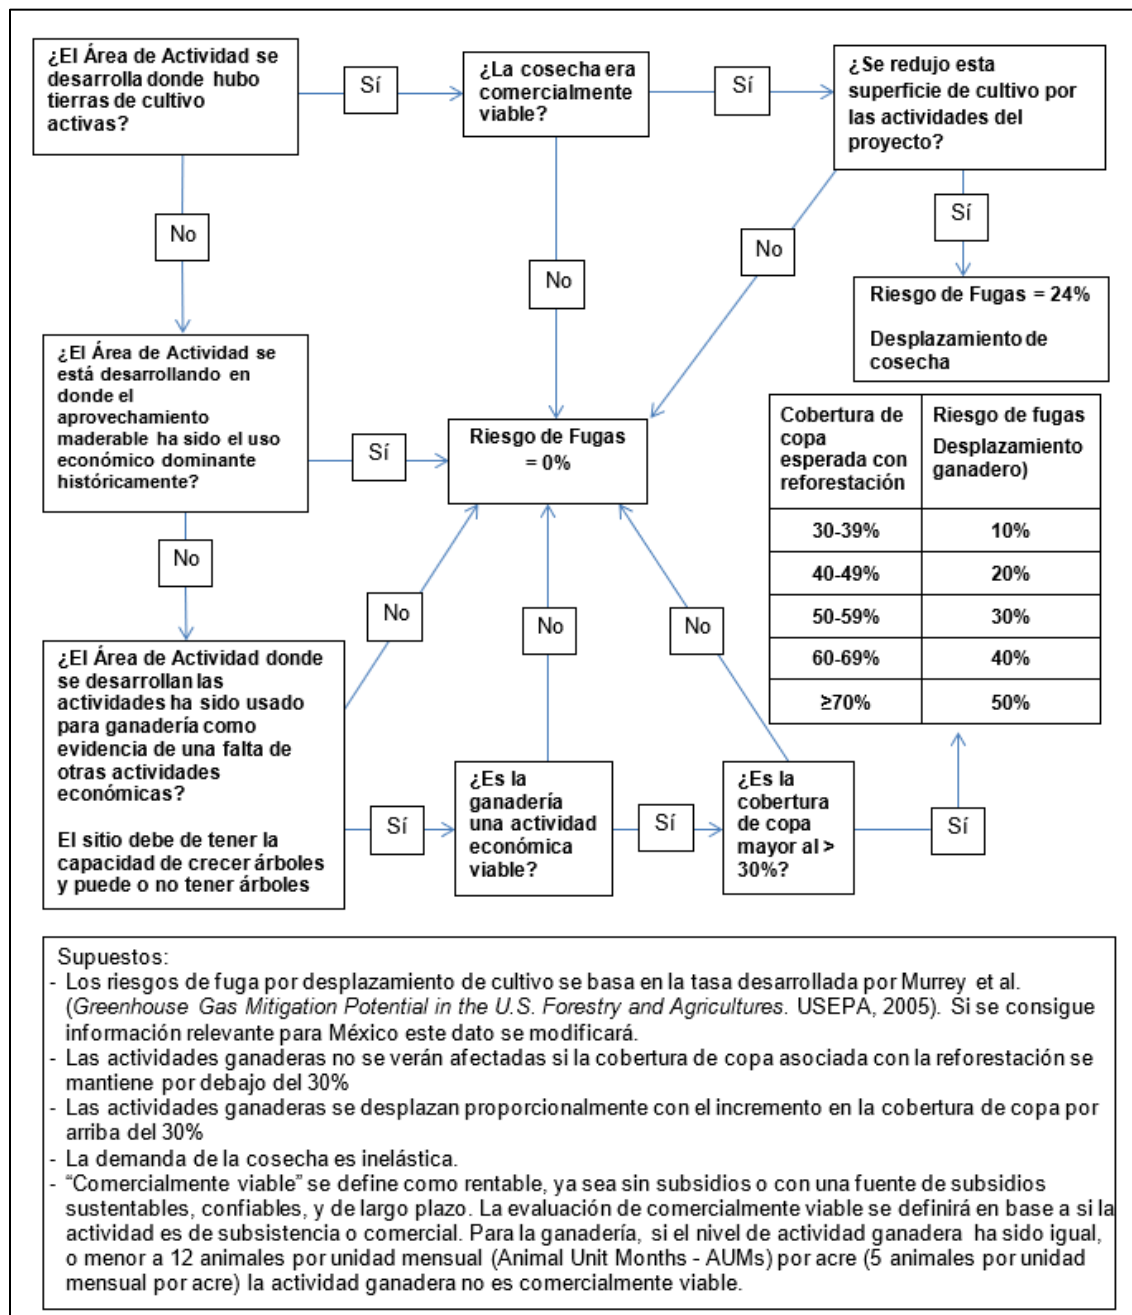 ¿El Área de Actividad se
desarrolla donde hubo
tierras de cultivo
activas?
Sí
¿La cosecha era
comercialmente
viable?
Sí
¿Se redujo esta
superficie de cultivo por
las actividades del
proyecto?
No
No
No
Sí
Riesgo de Fugas = 24%
Desplazamiento de
cosecha
¿El Área de Actividad se
está desarrollando en
donde el
aprovechamiento
maderable ha sido el uso
económico dominante
históricamente?
Sí
Riesgo de Fugas
= 0%
Cobertura de
copa
esperada con
reforestación
Riesgo de fugas
Desplazamiento
ganadero)
30-39% 10%
40-49% 20%
50-59% 30%
60-69% 40%
≥70% 50%
No
No
No
No
¿El Área de Actividad donde
se desarrollan las
actividades ha sido usado
para ganadería como
evidencia de una falta de
otras actividades
económicas?
El sitio debe de tener la
capacidad de crecer árboles
y puede o no tener árboles
Sí
¿Es la
ganadería
una actividad
económica
viable?
Sí
¿Es la
cobertura
de copa
mayor al >
30%?
Sí
Supuestos:
- Los riesgos de fuga por desplazamiento de cultivo se basa en la tasa desarrollada por Murrey et al.
(Greenhouse Gas Mitigation Potential in the U.S. Forestry and Agricultures. USEPA, 2005). Si se consigue
información relevante para México este dato se modificará.
- Las actividades ganaderas no se verán afectadas si la cobertura de copa asociada con la reforestación se
mantiene por debajo del 30%
- Las actividades ganaderas se desplazan proporcionalmente con el incremento en la cobertura de copa por
arriba del 30%
- La demanda de la cosecha es inelástica.
- “Comercialmente viable” se define como rentable, ya sea sin subsidios o con una fuente de subsidios
sustentables, confiables, y de largo plazo. La evaluación de comercialmente viable se definirá en base a si la
actividad es de subsistencia o comercial. Para la ganadería, si el nivel de actividad ganadera ha sido igual,
o menor a 12 animales por unidad mensual (Animal Unit Months - AUMs) por acre (5 animales por unidad
mensual por acre) la actividad ganadera no es comercialmente viable.